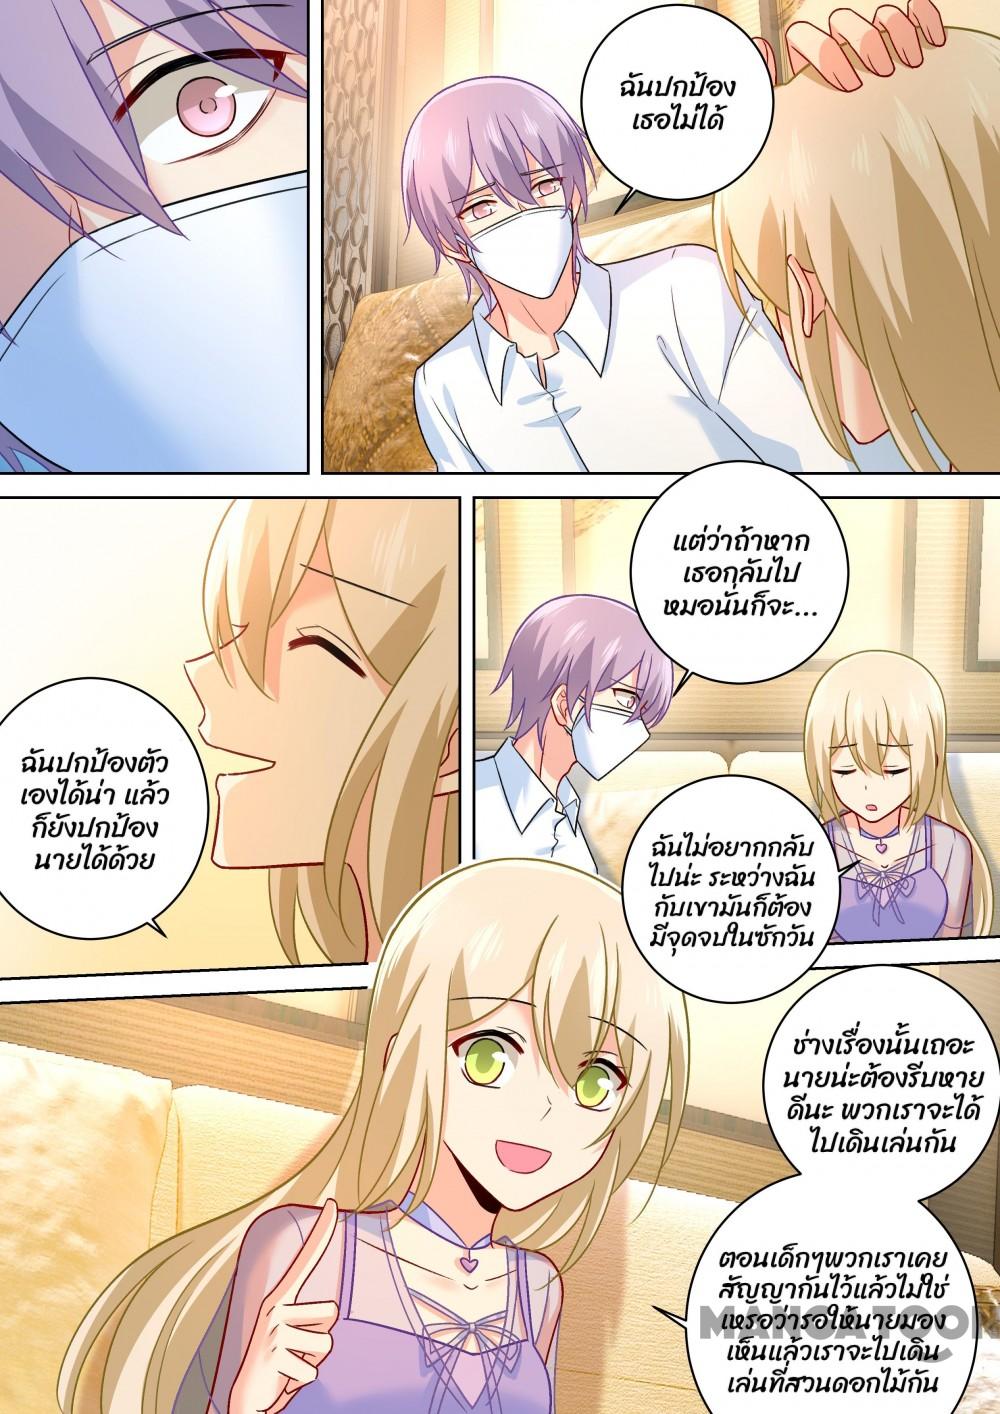 ฉันปกป้อง
เธอไม่ได้
แต่ว่าถ้าหาก
เธอกลับไป
หมอนั่นก็จะ...
ฉันปกป้องตัว
เองได้น่า แล้ว
ก็ยังปกป้อง
นายได้ด้วย
ฉันไม่อยากกลับ
ไปน่ะ ระหว่างฉัน
กับเขามันก็ต้อง
มีจุดจบในซักวัน
ช่างเรื่องนั้นเถอะ
นายน่ะต้องรีบหาย
ดีนะ พวกเราจะได้
ไปเดินเล่นกัน
ตอนเด็กๆพวกเราเคย
สัญญากันไว้แล้วไม่ใช่
เหรอว่ารอให้นายมอง
เห็นแล้วเราจะไปเดิน
เล่นที่สวนดอกไม้กัน
MANGATOON